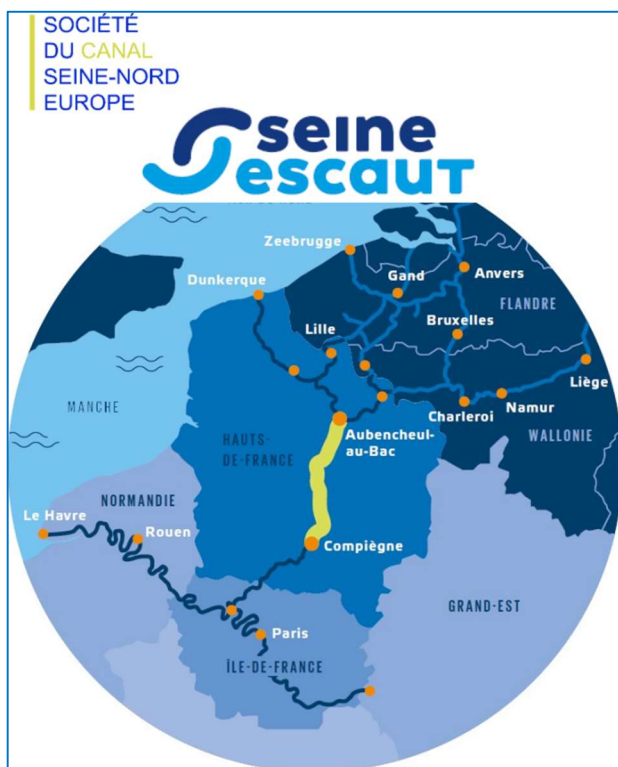 SOCIÉTÉ
DU CANAL
SEINE-NORD
EUROPE
seine
escaut
Zeebrugge
Gand
Anvers
Dunkerque
FLANDRE
Bruxelles
Lille
Liège
MANCHE
Charleroi
Namur
HAUTS-
DE-FRANCE
Aubencheul-
au-Bac
WALLONIE
NORMANDIE
Le Havre
Rouen
Compiègne
GRAND-EST
Paris
ÎLE-DE-FRANCE